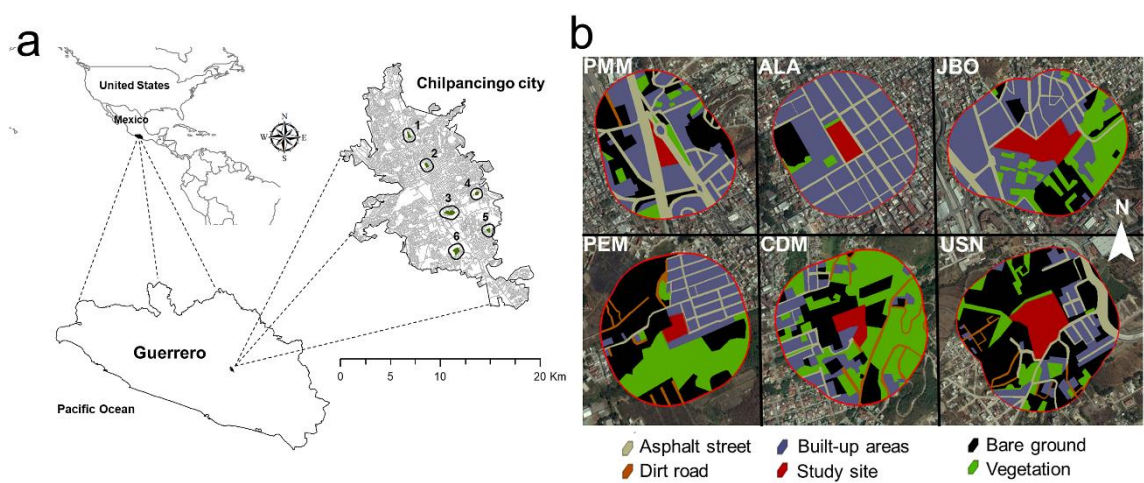 a
United States
Mexico
N
W E
S
Chilpancingo city
1
2
3
4
5
6
Guerrero
Pacific Ocean
0 5 10 20 Km
b
PMM ALA JBO
N
PEM CDM USN
Asphalt street Built-up areas Bare ground
Dirt road Study site Vegetation